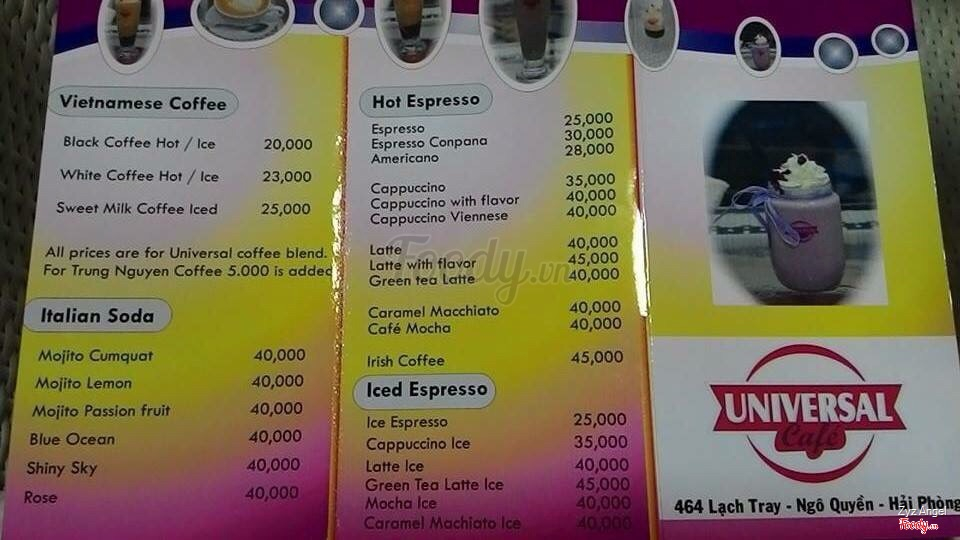 Vietnamese Coffee
Black Coffee Hot / Ice 20,000
White Coffee Hot / Ice 23,000
Sweet Milk Coffee Iced 25,000
All prices are for Universal coffee blend.
For Trung Nguyen Coffee 5.000 is added
Italian Soda
Mojito Cumquat 40,000
Mojito Lemon 40,000
Mojito Passion fruit 40,000
Blue Ocean 40,000
Shiny Sky 40,000
Rose 40,000
Hot Espresso
Espresso 25,000
Espresso Conpana 30,000
Americano 28,000
Cappuccino 35,000
Cappuccino with flavor 40,000
Cappuccino Viennese 40,000
Latte 40,000
Latte with flavor 45,000
Green tea Latte 40,000
Caramel Macchiato 40,000
Café Mocha 40,000
Irish Coffee 45,000
Iced Espresso
Ice Espresso 25,000
Cappuccino Ice 35,000
Latte Ice 40,000
Green Tea Latte Ice 45,000
Mocha Ice 40,000
Caramel Machiato Ice 40,000
Foody.vn
UNIVERSAL
Café
464 Lạch Tray - Ngô Quyền - Hải Phòng
ZyzAngel
Foody.vn